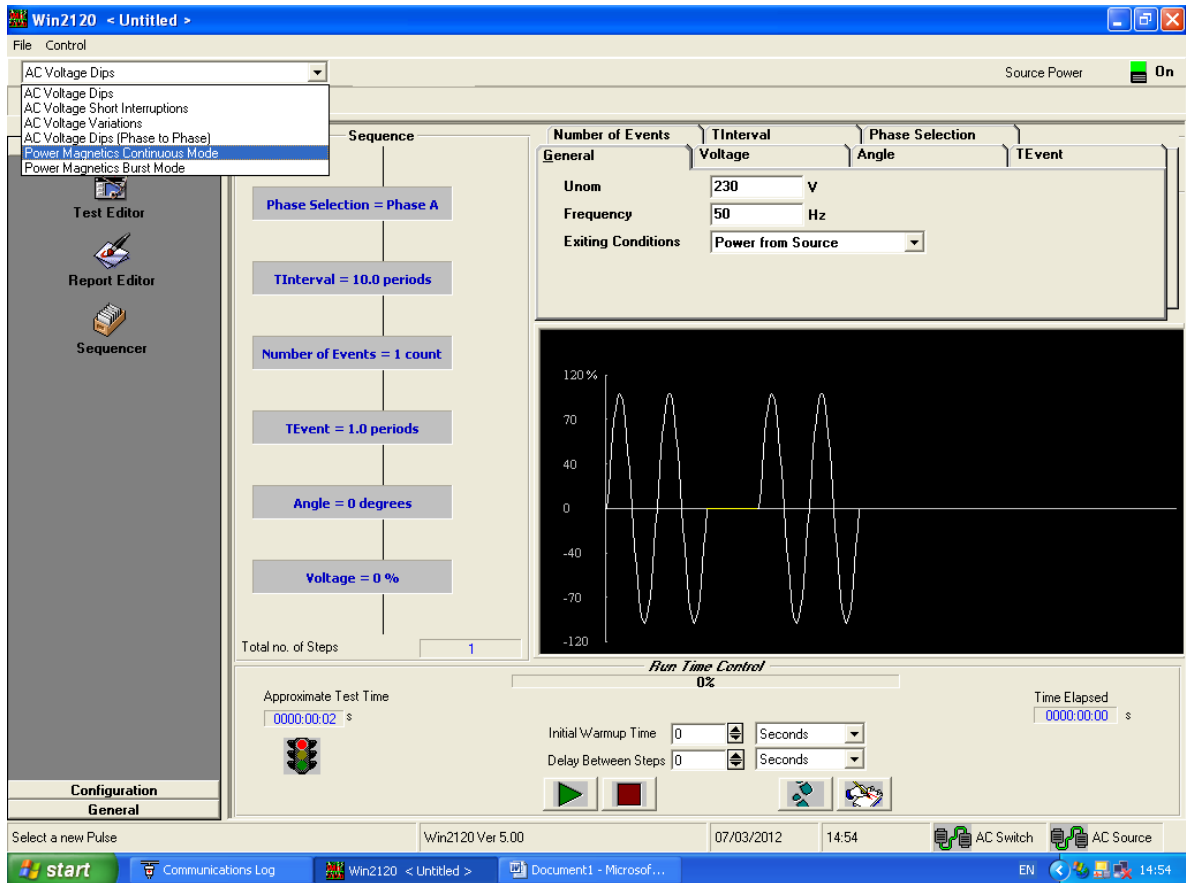 Win2120 < Untitled >
File Control
AC Voltage Dips
Source Power On
AC Voltage Dips
AC Voltage Short Interruptions
AC Voltage Variations
AC Voltage Dips (Phase to Phase)
Power Magnetics Continuous Mode
Power Magnetics Burst Mode
Test Editor
Report Editor
Sequencer
Configuration
General
Sequence
Phase Selection = Phase A
TInterval = 10.0 periods
Number of Events = 1 count
TEvent = 1.0 periods
Angle = 0 degrees
Voltage = 0 %
Total no. of Steps 1
Number of Events TInterval Phase Selection
General Voltage Angle TEvent
Unom 230 V
Frequency 50 Hz
Exiting Conditions Power from Source
120%
70
40
0
-40
-70
-120
Run Time Control
0%
Approximate Test Time
0000:00:02 s
Time Elapsed
0000:00:00 s
Initial Warmup Time 0 Seconds
Delay Between Steps 0 Seconds
Select a new Pulse Win2120 Ver 5.00 07/03/2012 14:54 AC Switch AC Source
start Communications Log Win2120 < Untitled > Document1 - Microsof... EN 14:54